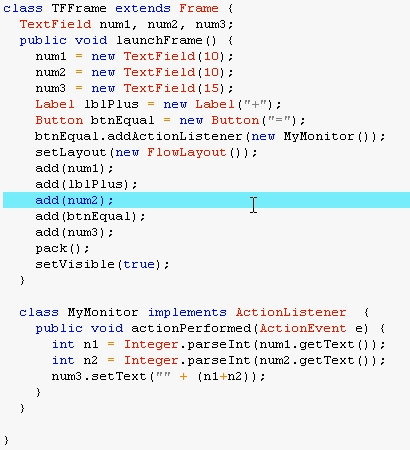 class TFFrame extends Frame {
  TextField num1, num2, num3;
  public void launchFrame() {
    num1 = new TextField(10);
    num2 = new TextField(10);
    num3 = new TextField(15);
    Label lblPlus = new Label("+");
    Button btnEqual = new Button("=");
    btnEqual.addActionListener(new MyMonitor());
    setLayout(new FlowLayout());
    add(num1);
    add(lblPlus);
    add(num2);
    add(btnEqual);
    add(num3);
    pack();
    setVisible(true);
  }
  class MyMonitor implements ActionListener  {
    public void actionPerformed(ActionEvent e) {
      int n1 = Integer.parseInt(num1.getText());
      int n2 = Integer.parseInt(num2.getText());
      num3.setText("" + (n1+n2));
    }
  }
}